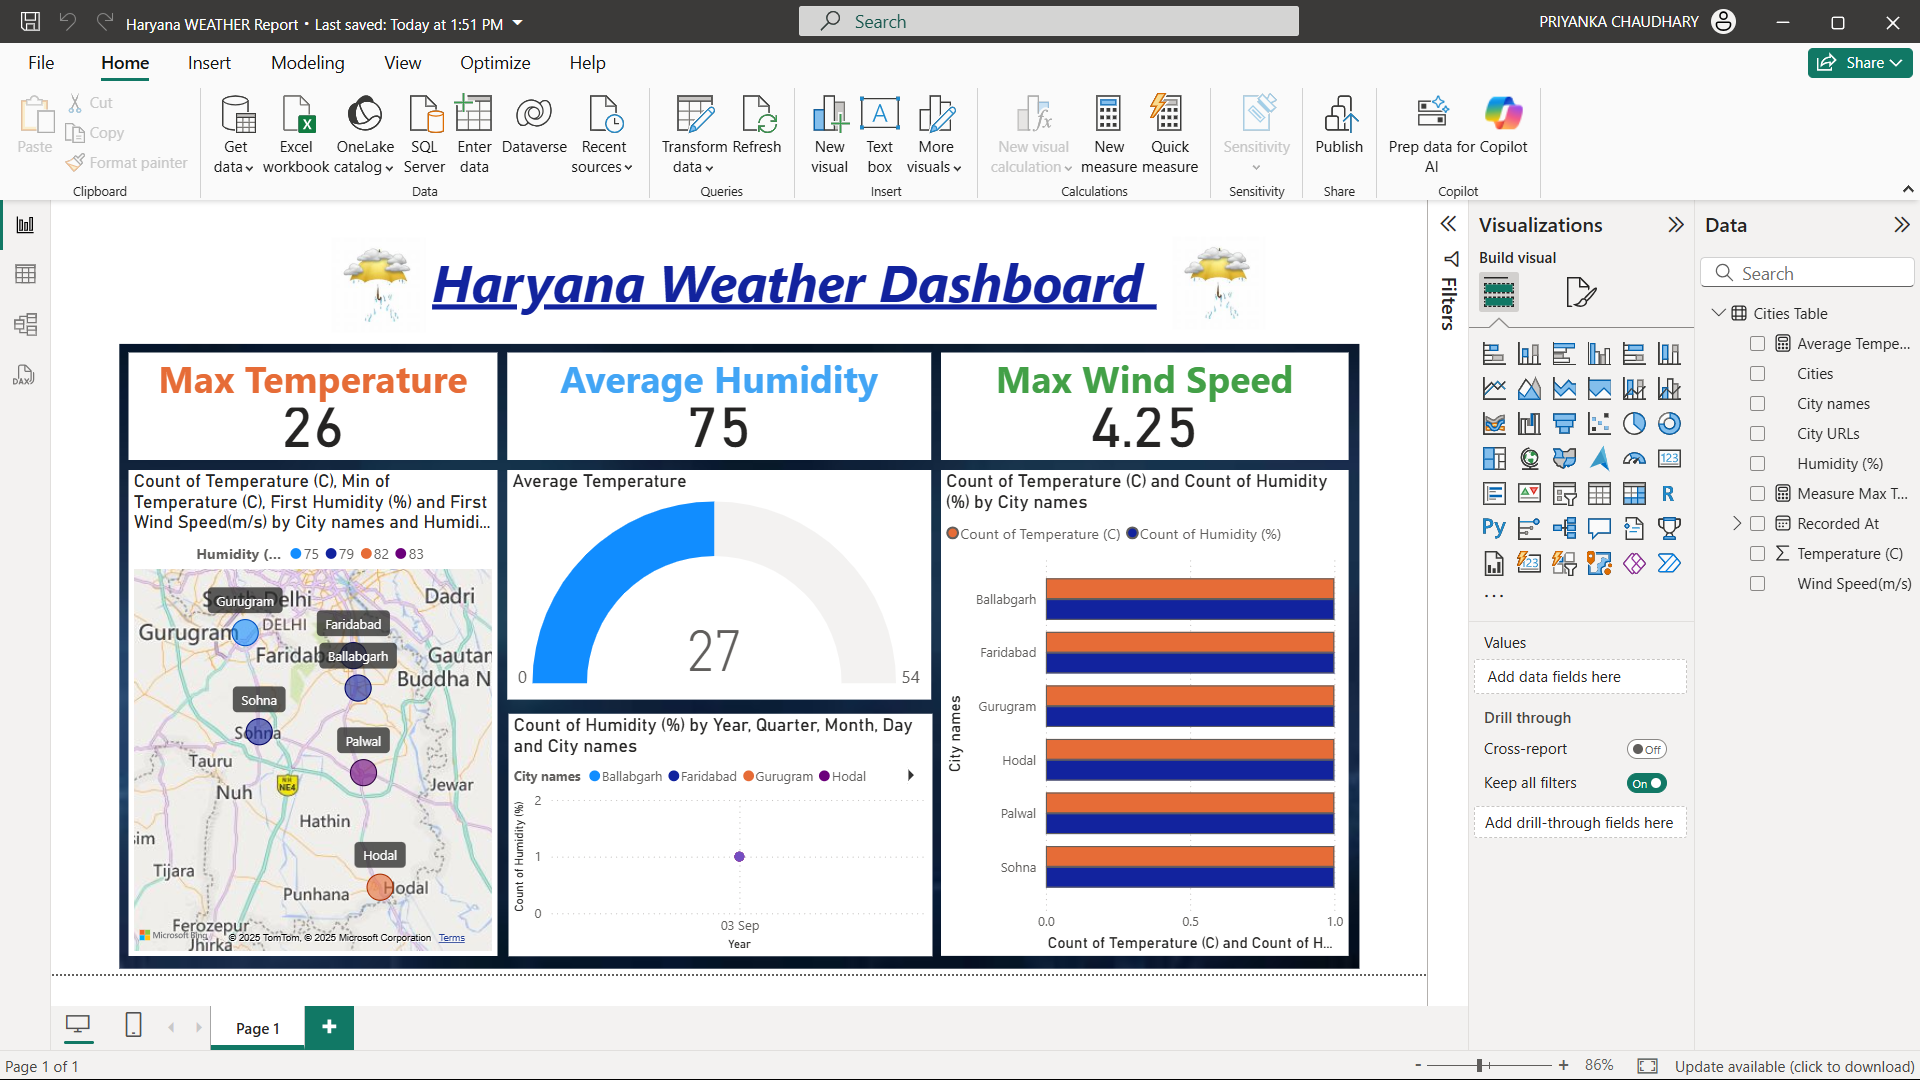 Haryana WEATHER Report • Last saved: Today at 1:51 PM
Search
PRIYANKA CHAUDHARY
File
Home
Insert
Modeling
View
Optimize
Help
Share
Paste
Cut
Copy
Format painter
Clipboard
Get data
Excel workbook
OneLake catalog
SQL Server
Enter data
Dataverse
Recent sources
Data
Transform data
Refresh
Queries
New visual
Text box
More visuals
Insert
New visual calculation
New measure
Quick measure
Calculations
Sensitivity
Sensitivity
Publish
Share
Prep data for AI
Copilot
Copilot
Haryana Weather Dashboard
Max Temperature
26
Average Humidity
75
Max Wind Speed
4.25
Count of Temperature (C), Min of
Temperature (C), First Humidity (%) and First
Wind Speed(m/s) by City names and Humidi...
Humidity (... 75 79 82 83
South Delhi
Dadri
Gurugram
DELHI
Faridabad
Gurugram
Faridab
Ballabgarh
Gautan
Buddha N
Sohna
Sohna
Palwal
Tauru
NE4
Nuh
Jewar
Hathin
sim
Hodal
Tijara
Punhana
Hodal
Ferozepur
Jhirka
Microsoft Bing
© 2025 TomTom, © 2025 Microsoft Corporation Terms
Average Temperature
27
0
54
Count of Humidity (%) by Year, Quarter, Month, Day
and City names
City names Ballabgarh Faridabad Gurugram Hodal
Count of Humidity (%)
2
1
0
03 Sep
Year
Count of Temperature (C) and Count of Humidity
(%) by City names
Count of Temperature (C) Count of Humidity (%)
City names
Ballabgarh
Faridabad
Gurugram
Hodal
Palwal
Sohna
0.0 0.5 1.0
Count of Temperature (C) and Count of H...
Filters
Visualizations
Build visual
123
R
Py
123
...
Values
Add data fields here
Drill through
Cross-report
Off
Keep all filters
On
Add drill-through fields here
Data
Search
Cities Table
Average Tempe...
Cities
City names
City URLs
Humidity (%)
Measure Max T...
Recorded At
Temperature (C)
Wind Speed(m/s)
DAX
Page 1
Page 1 of 1
- + 86%
Update available (click to download)